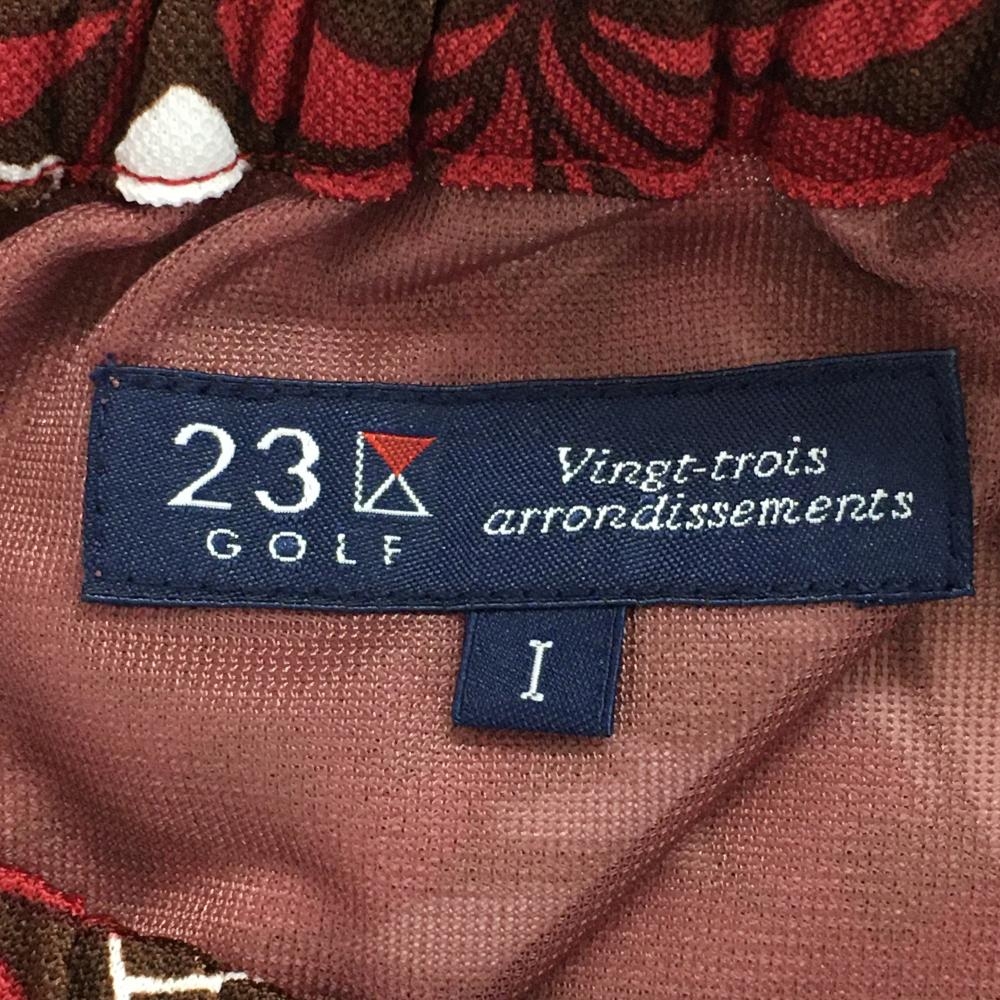 23
GOLF
Vingt-trois
arrondissements
I